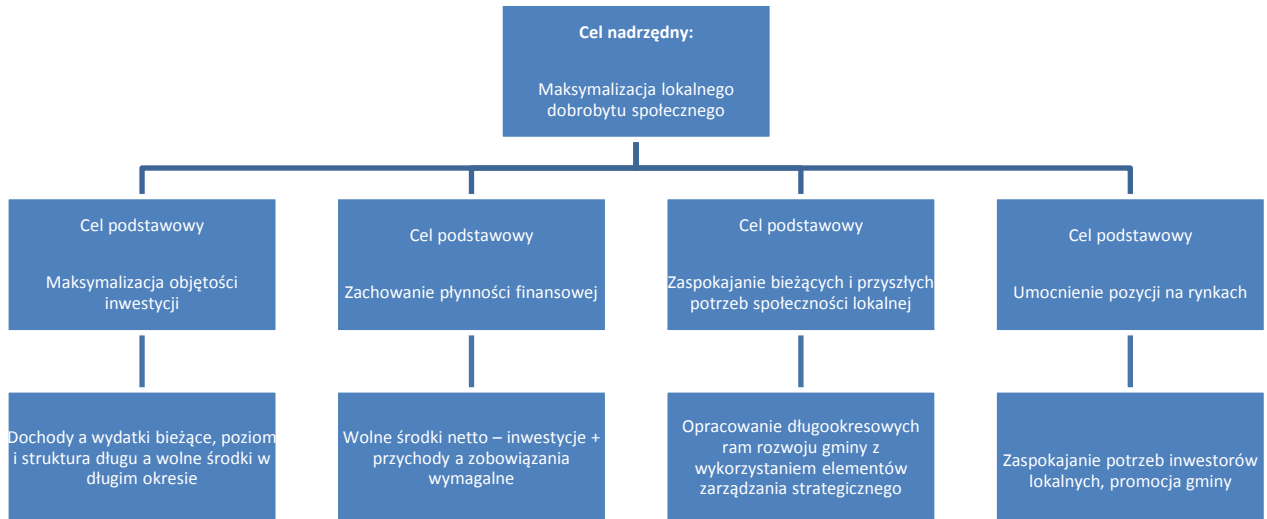 Cel nadrzędny:
Maksymalizacja lokalnego
dobrobytu społecznego
Cel podstawowy
Maksymalizacja objętości
inwestycji
Cel podstawowy
Zachowanie płynności finansowej
Cel podstawowy
Zaspokajanie bieżących i przyszłych
potrzeb społeczności lokalnej
Cel podstawowy
Umocnienie pozycji na rynkach
Dochody a wydatki bieżące, poziom
i struktura długu a wolne środki w
długim okresie
Wolne środki netto – inwestycje +
przychody a zobowiązania
wymagalne
Opracowanie długookresowych
ram rozwoju gminy z
wykorzystaniem elementów
zarządzania strategicznego
Zaspokajanie potrzeb inwestorów
lokalnych, promocja gminy